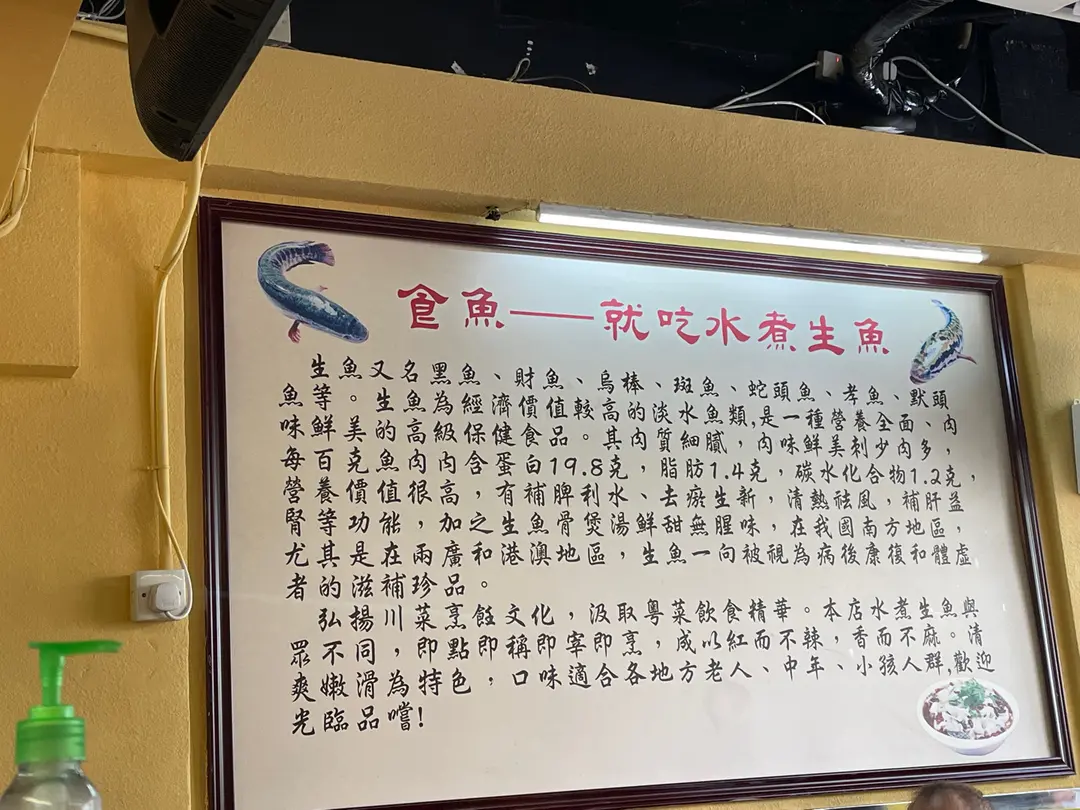 食魚——就吃水煮生魚
生魚又名黑魚、財魚、烏棒、斑魚、蛇頭魚、孝魚、默頭
魚等。生魚為經濟價值較高的淡水魚類,是一種營養全面、肉
味鮮美的高級保健食品。其肉質細膩，肉味鮮美刺少肉多，
每百克魚肉內含蛋白19.8克，脂肪1.4克，碳水化合物1.2克，
營養價值很高，有補脾利水、去瘀生新，清熱祛風，補肝益
腎等功能，加之生魚骨煲湯鮮甜無腥味，在我國南方地區，
尤其是在兩廣和港澳地區，生魚一向被視為病後康復和體虛
者的滋補珍品。
弘揚川菜烹飪文化，汲取粵菜飲食精華。本店水煮生魚與
眾不同，即點即稱即宰即烹，成以紅而不辣，香而不麻。清
爽嫩滑為特色，口味適合各地方老人、中年、小孩人群,歡迎
光臨品嚐!